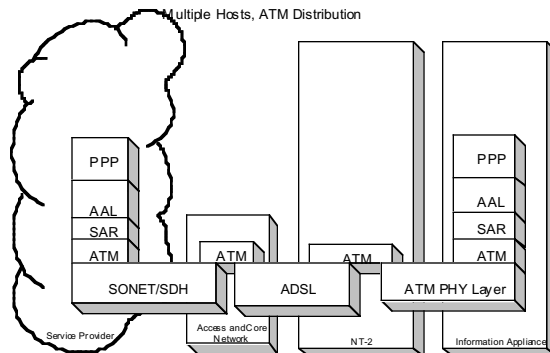 Multiple Hosts, ATM Distribution
PPP
AAL
SAR
ATM
SONET/SDH
Service Provider
ATM
Access and Core
Network
ADSL
ATM
NT-2
PPP
AAL
SAR
ATM
ATM PHY Layer
Information Appliance